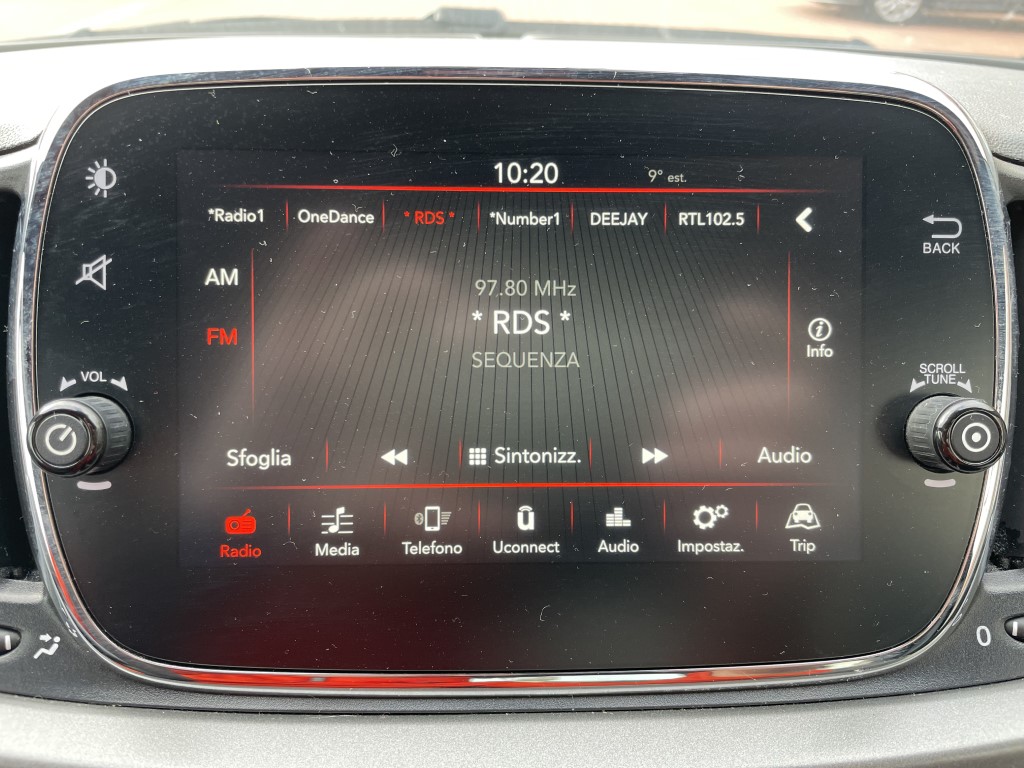 10:20
9° est.
*Radio1
OneDance
* RDS *
*Number1
DEEJAY
RTL102.5
BACK
AM
97.80 MHz
FM
* RDS *
Info
SEQUENZA
VOL
SCROLL
TUNE
Sfoglia
Sintonizz.
Audio
Radio
Media
Telefono
Uconnect
Audio
Impostaz.
Trip
0